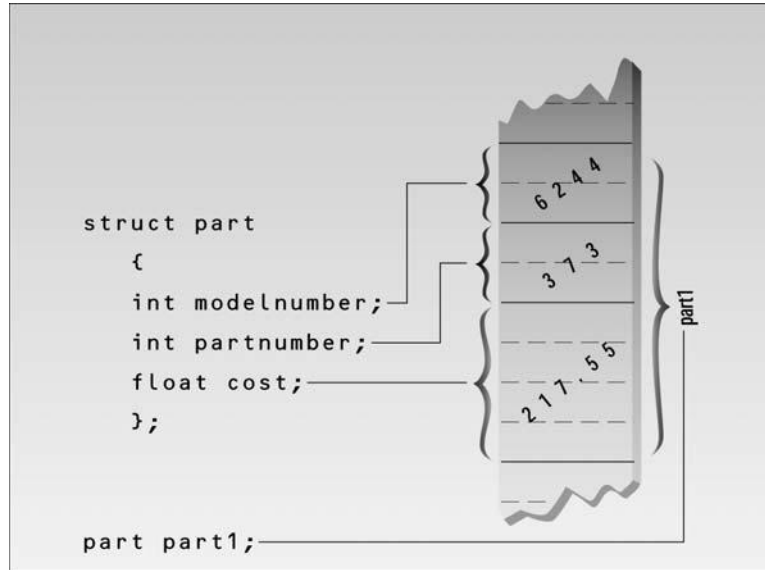 struct part
{
int modelnumber;
int partnumber;
float cost;
};
part part1;
6244
373
217.55
part1